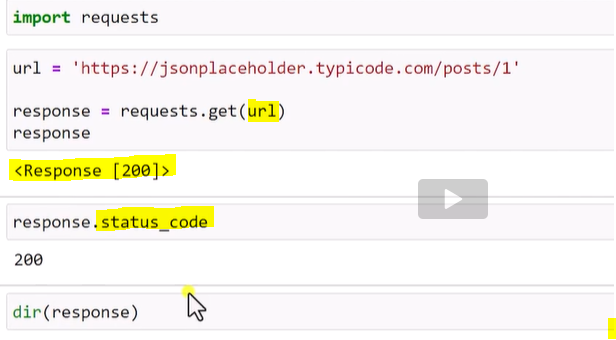 import requests
url = 'https://jsonplaceholder.typicode.com/posts/1'
response = requests.get(url)
response
<Response [200]>
response.status_code
200
dir(response)